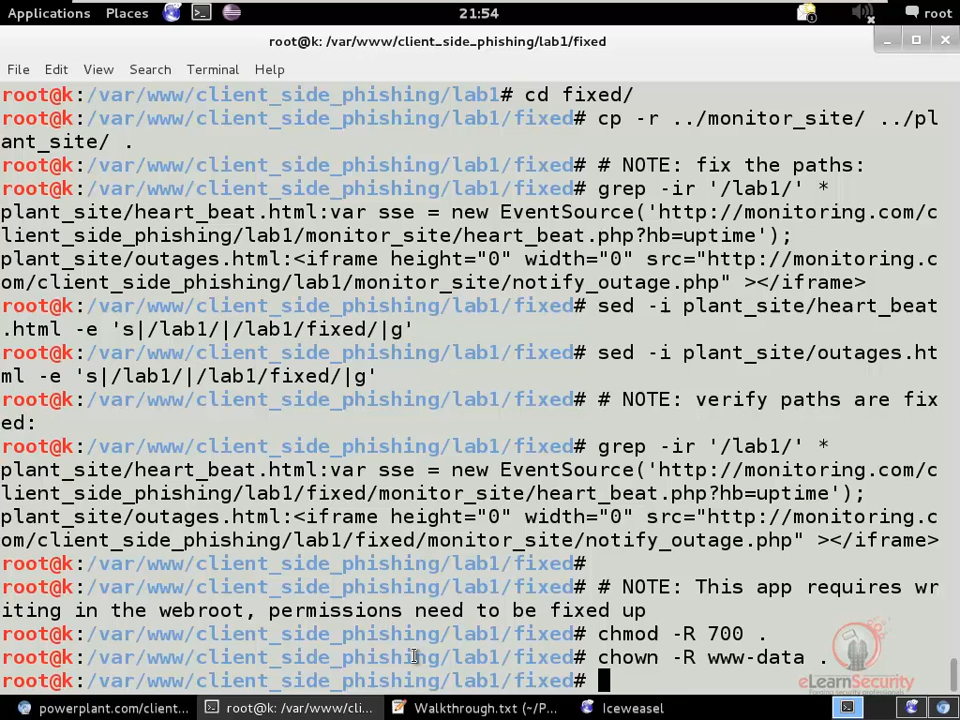 Applications Places 21:54 root
root@k: /var/www/client_side_phishing/lab1/fixed
File Edit View Search Terminal Help
root@k:/var/www/client_side_phishing/lab1# cd fixed/
root@k:/var/www/client_side_phishing/lab1/fixed# cp -r ../monitor_site/ ../pl
ant_site/ .
root@k:/var/www/client_side_phishing/lab1/fixed# # NOTE: fix the paths:
root@k:/var/www/client_side_phishing/lab1/fixed# grep -ir '/lab1/' *
plant_site/heart_beat.html:var sse = new EventSource('http://monitoring.com/c
lient_side_phishing/lab1/monitor_site/heart_beat.php?hb=uptime');
plant_site/outages.html:<iframe height="0" width="0" src="http://monitoring.c
om/client_side_phishing/lab1/monitor_site/notify_outage.php" ></iframe>
root@k:/var/www/client_side_phishing/lab1/fixed# sed -i plant_site/heart_beat
.html -e 's|/lab1/|/lab1/fixed/|g'
root@k:/var/www/client_side_phishing/lab1/fixed# sed -i plant_site/outages.ht
ml -e 's|/lab1/|/lab1/fixed/|g'
root@k:/var/www/client_side_phishing/lab1/fixed# # NOTE: verify paths are fix
ed:
root@k:/var/www/client_side_phishing/lab1/fixed# grep -ir '/lab1/' *
plant_site/heart_beat.html:var sse = new EventSource('http://monitoring.com/c
lient_side_phishing/lab1/fixed/monitor_site/heart_beat.php?hb=uptime');
plant_site/outages.html:<iframe height="0" width="0" src="http://monitoring.c
om/client_side_phishing/lab1/fixed/monitor_site/notify_outage.php" ></iframe>
root@k:/var/www/client_side_phishing/lab1/fixed#
root@k:/var/www/client_side_phishing/lab1/fixed# # NOTE: This app requires wr
iting in the webroot, permissions need to be fixed up
root@k:/var/www/client_side_phishing/lab1/fixed# chmod -R 700 .
root@k:/var/www/client_side_phishing/lab1/fixed# chown -R www-data .
root@k:/var/www/client_side_phishing/lab1/fixed#
eLearnSecurity
powerplant.com/client... root@k: /var/www/cli... Walkthrough.txt (~/P... Iceweasel